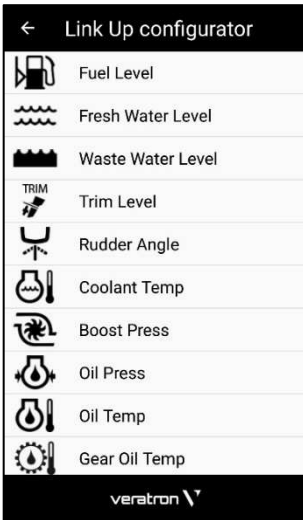 Link Up configurator
Fuel Level
Fresh Water Level
Waste Water Level
TRIM
Trim Level
Rudder Angle
Coolant Temp
Boost Press
Oil Press
Oil Temp
Gear Oil Temp
veratron